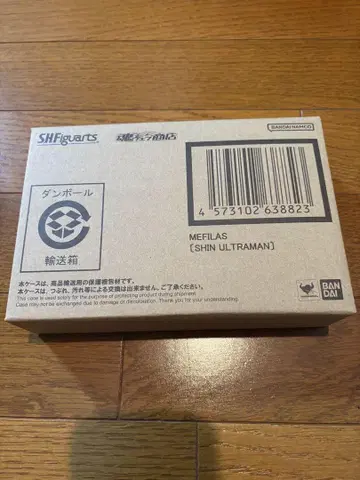 S.H.Figuarts 魂ウェブ商店
BANDAI NAMCO
ダンボール
輸送箱
4 573102 638823
MEFILAS
[SHIN ULTRAMAN]
本ケースは、商品輸送用の保護梱包材です。
本ケースは、つぶれ、汚れ等による交換は出来ません。ご了承ください。
This case is used solely for the purpose of protecting product during shipment.
Case may not be exchanged due to damage or deterioration. Thank you for your understanding.
BAN
DAI